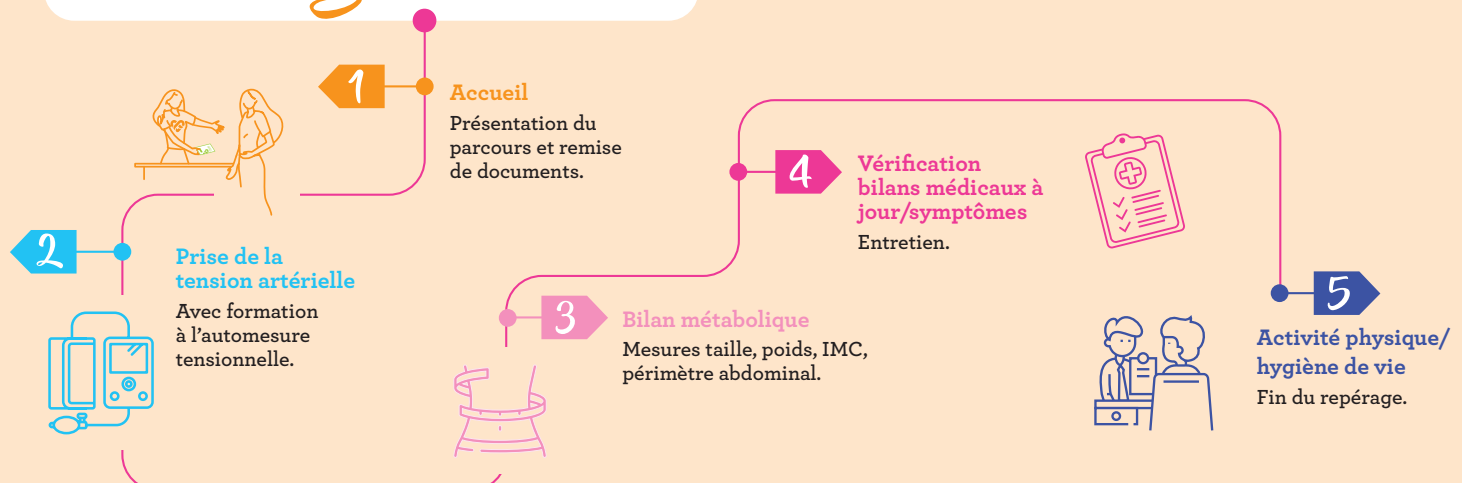 1
Accueil
Présentation du
parcours et remise
de documents.
2
Prise de la
tension artérielle
Avec formation
à l'automesure
tensionnelle.
3
Bilan métabolique
Mesures taille, poids, IMC,
périmètre abdominal.
4
Vérification
bilans médicaux à
jour/symptômes
Entretien.
5
Activité physique/
hygiène de vie
Fin du repérage.